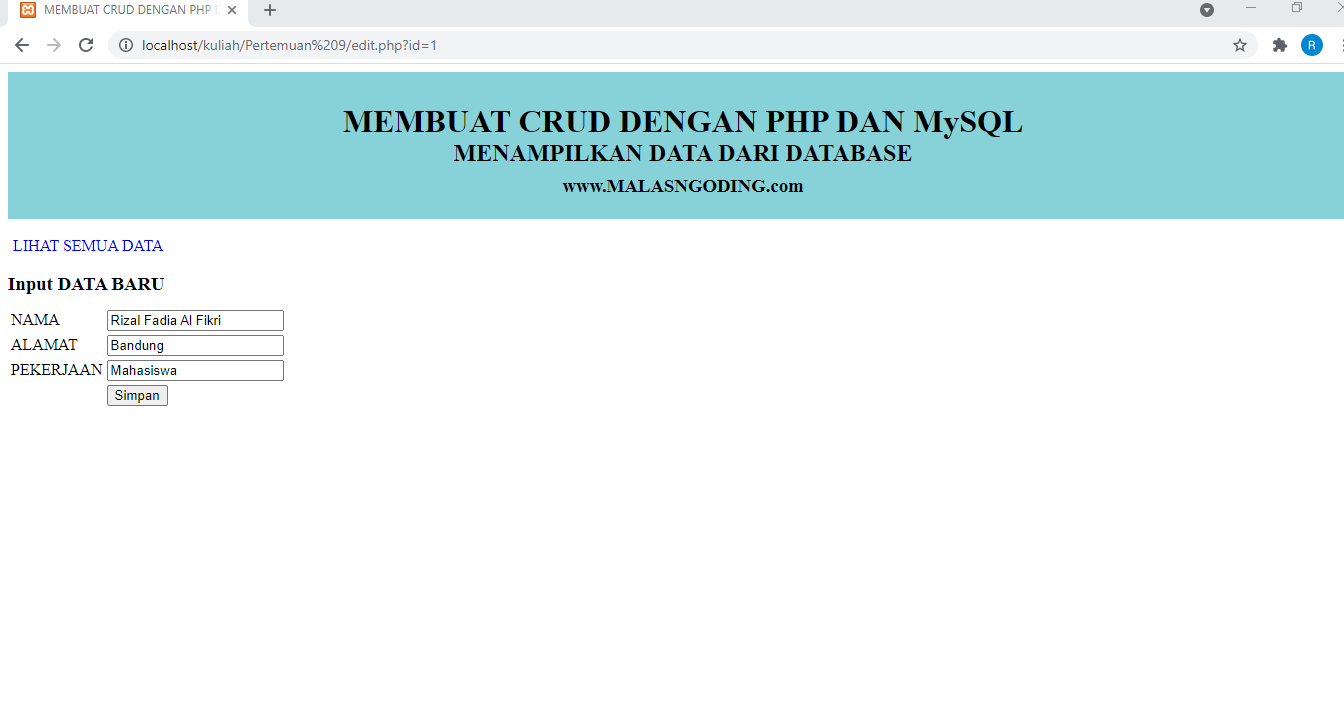 MEMBUAT CRUD DENGAN PHP D
localhost/kuliah/Pertemuan%209/edit.php?id=1
R
MEMBUAT CRUD DENGAN PHP DAN MySQL
MENAMPILKAN DATA DARI DATABASE
www.MALASNGODING.com
LIHAT SEMUA DATA
Input DATA BARU
NAMA Rizal Fadia Al Fikri
ALAMAT Bandung
PEKERJAAN Mahasiswa
Simpan